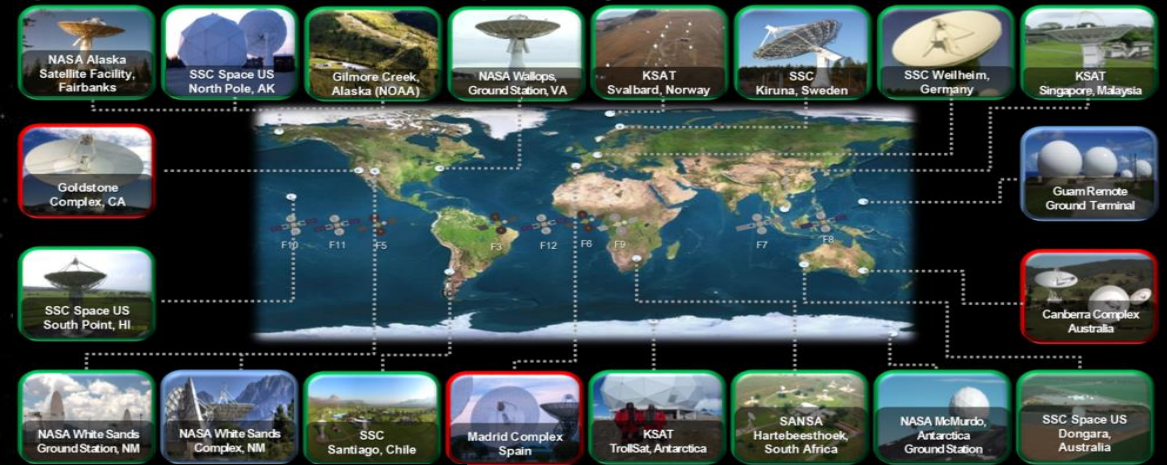 NASA Alaska
Satellite Facility,
Fairbanks
SSC Space US
North Pole, AK
Gilmore Creek,
Alaska (NOAA)
NASA Wallops,
Ground Station, VA
KSAT
Svalbard, Norway
SSC
Kiruna, Sweden
SSC Weilheim,
Germany
KSAT
Singapore, Malaysia
Goldstone
Complex, CA
Guam Remote
Ground Terminal
F10
F11
F5
F3
F12
F6
F9
F7
F8
SSC Space US
South Point, HI
Canberra Complex
Australia
NASA White Sands
Ground Station, NM
NASA White Sands
Complex, NM
SSC
Santiago, Chile
Madrid Complex
Spain
KSAT
TrollSat, Antarctica
SANSA
Hartebeesthoek,
South Africa
NASA McMurdo,
Antarctica
Ground Station
SSC Space US
Dongara,
Australia